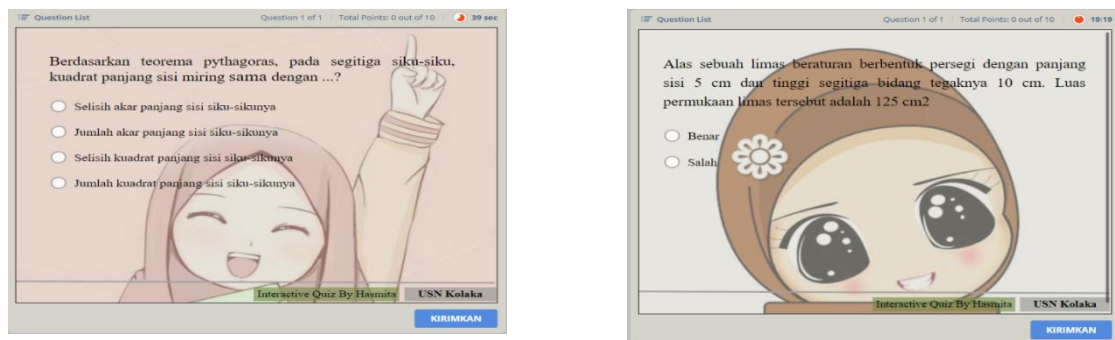 Question List
Question 1 of 1
Total Points: 0 out of 10
39 sec
Berdasarkan teorema pythagoras, pada segitiga siku-siku,
kuadrat panjang sisi miring sama dengan ...?
Selisih akar panjang sisi siku-sikunya
Jumlah akar panjang sisi siku-sikunya
Selisih kuadrat panjang sisi siku-sikunya
Jumlah kuadrat panjang sisi siku-sikunya
Interactive Quiz By Hasmita
USN Kolaka
KIRIMKAN
Question List
Question 1 of 1
Total Points: 0 out of 10
19:19
Alas sebuah limas beraturan berbentuk persegi dengan panjang
sisi 5 cm dan tinggi segitiga bidang tegaknya 10 cm. Luas
permukaan limas tersebut adalah 125 cm2
Benar
Salah
Interactive Quiz By Hasmita
USN Kolaka
KIRIMKAN